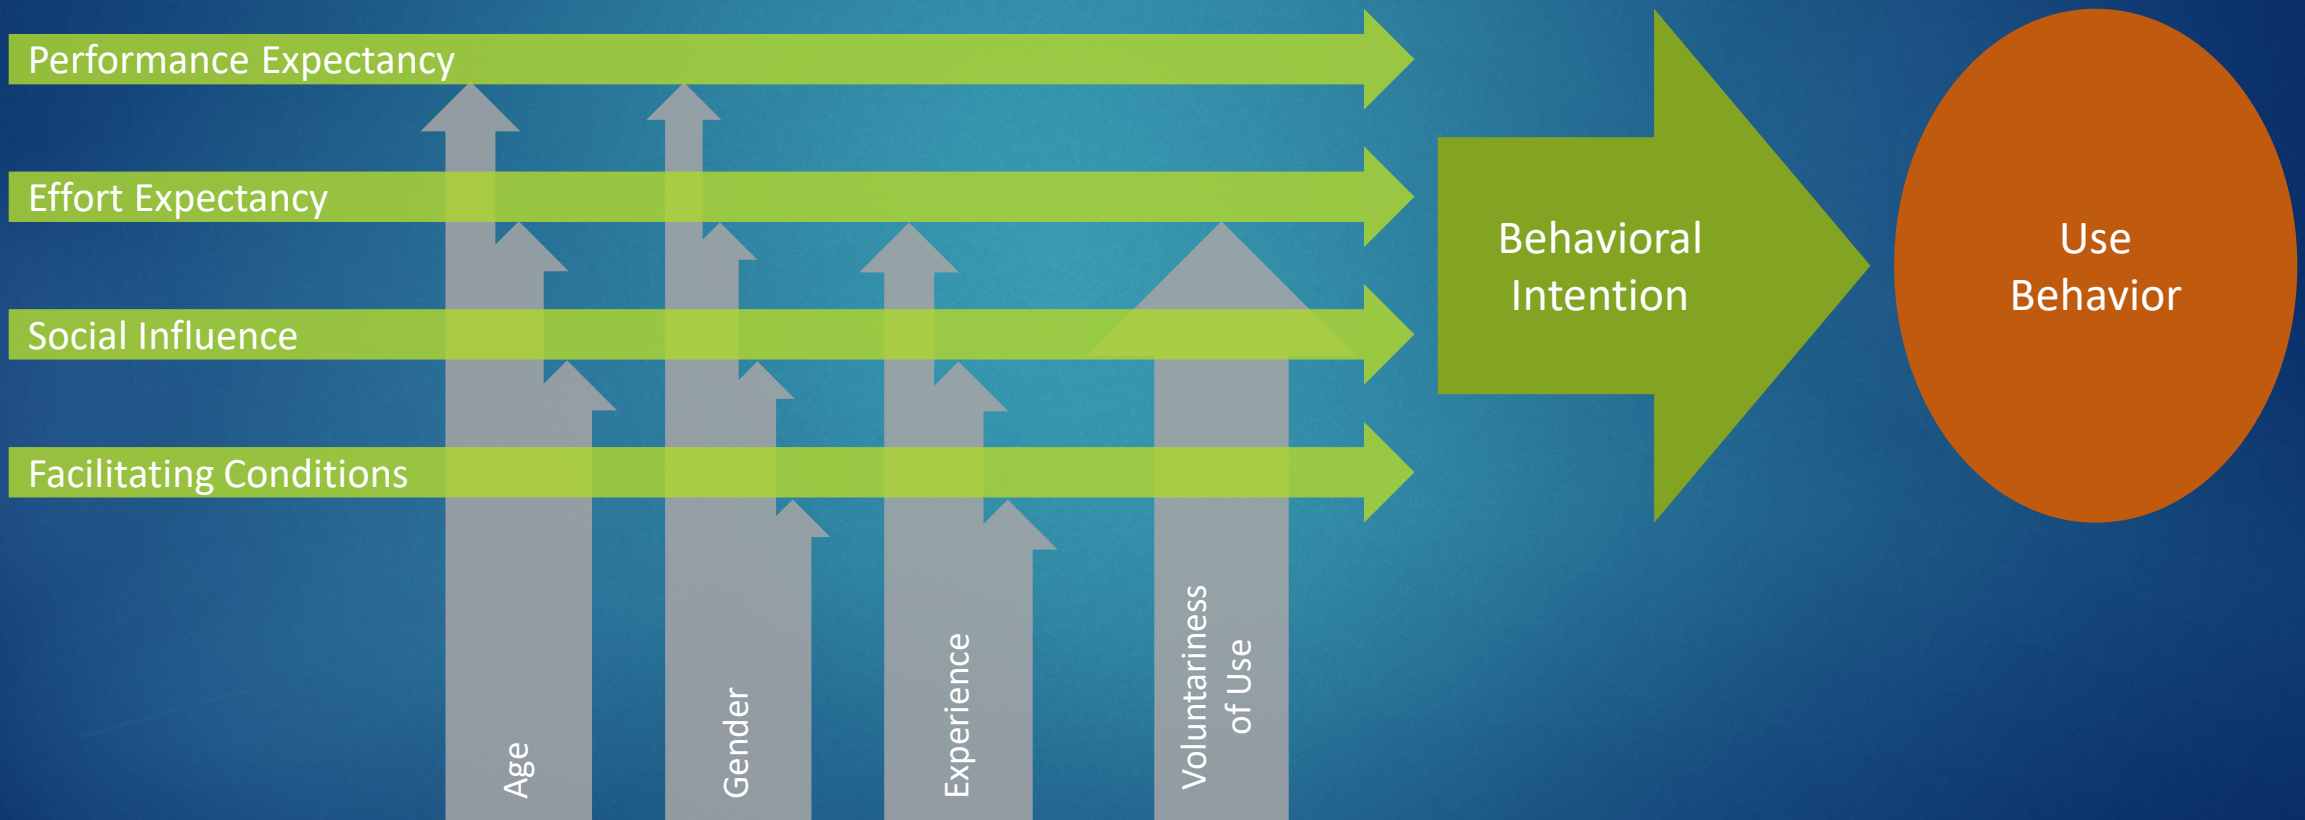 Performance Expectancy
Effort Expectancy
Social Influence
Facilitating Conditions
Behavioral
Intention
Use
Behavior
Age
Gender
Experience
Voluntariness
of Use